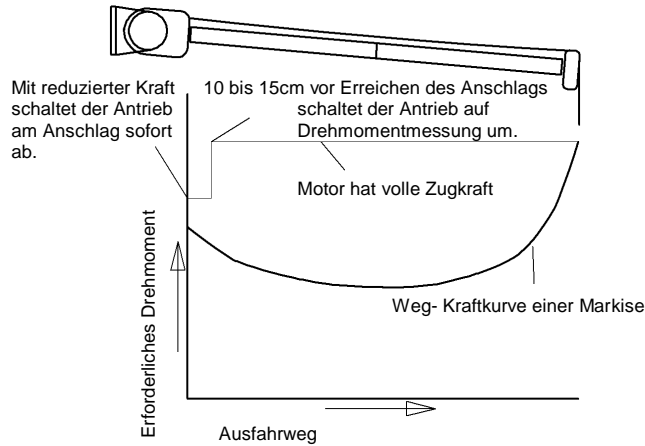 Mit reduzierter Kraft
schaltet der Antrieb
am Anschlag sofort
ab.
10 bis 15cm vor Erreichen des Anschlags
schaltet der Antrieb auf
Drehmomentmessung um.
Motor hat volle Zugkraft
Weg- Kraftkurve einer Markise
Erforderliches Drehmoment
Ausfahrweg